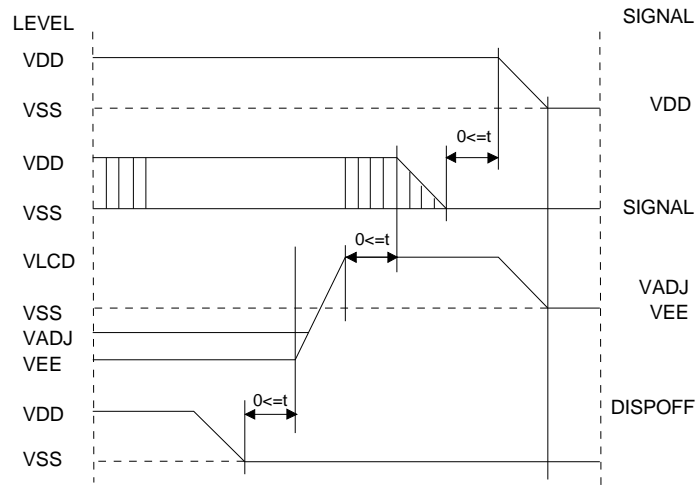 LEVEL
SIGNAL
VDD
VSS
VDD
0<=t
VDD
VSS
SIGNAL
0<=t
VLCD
VADJ
VSS
VEE
VADJ
VEE
0<=t
VDD
DISPOFF
VSS